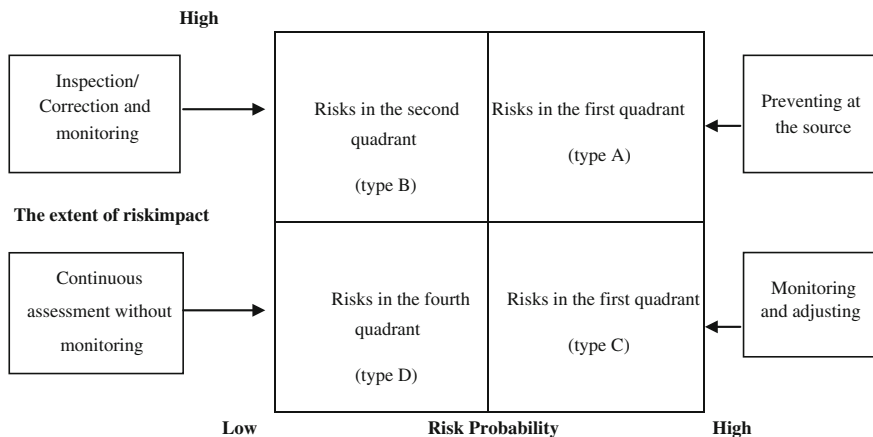 High
Inspection/
Correction and
monitoring
Risks in the second
quadrant
(type B)
Risks in the first quadrant
(type A)
Preventing at
the source
The extent of riskimpact
Continuous
assessment without
monitoring
Risks in the fourth
quadrant
(type D)
Risks in the first quadrant
(type C)
Monitoring
and adjusting
Low
Risk Probability
High